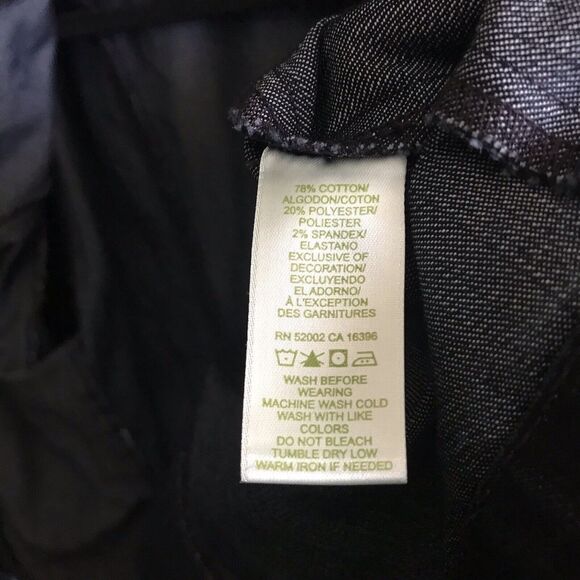 78% COTTON/
ALGODON/COTON
20% POLYESTER/
POLIESTER
2% SPANDEX/
ELASTANO
EXCLUSIVE OF
DECORATION/
EXCLUYENDO
EL ADORNO/
À L'EXCEPTION
DES GARNITURES
RN 52002 CA 16396
WASH BEFORE
WEARING
MACHINE WASH COLD
WASH WITH LIKE
COLORS
DO NOT BLEACH
TUMBLE DRY LOW
WARM IRON IF NEEDED